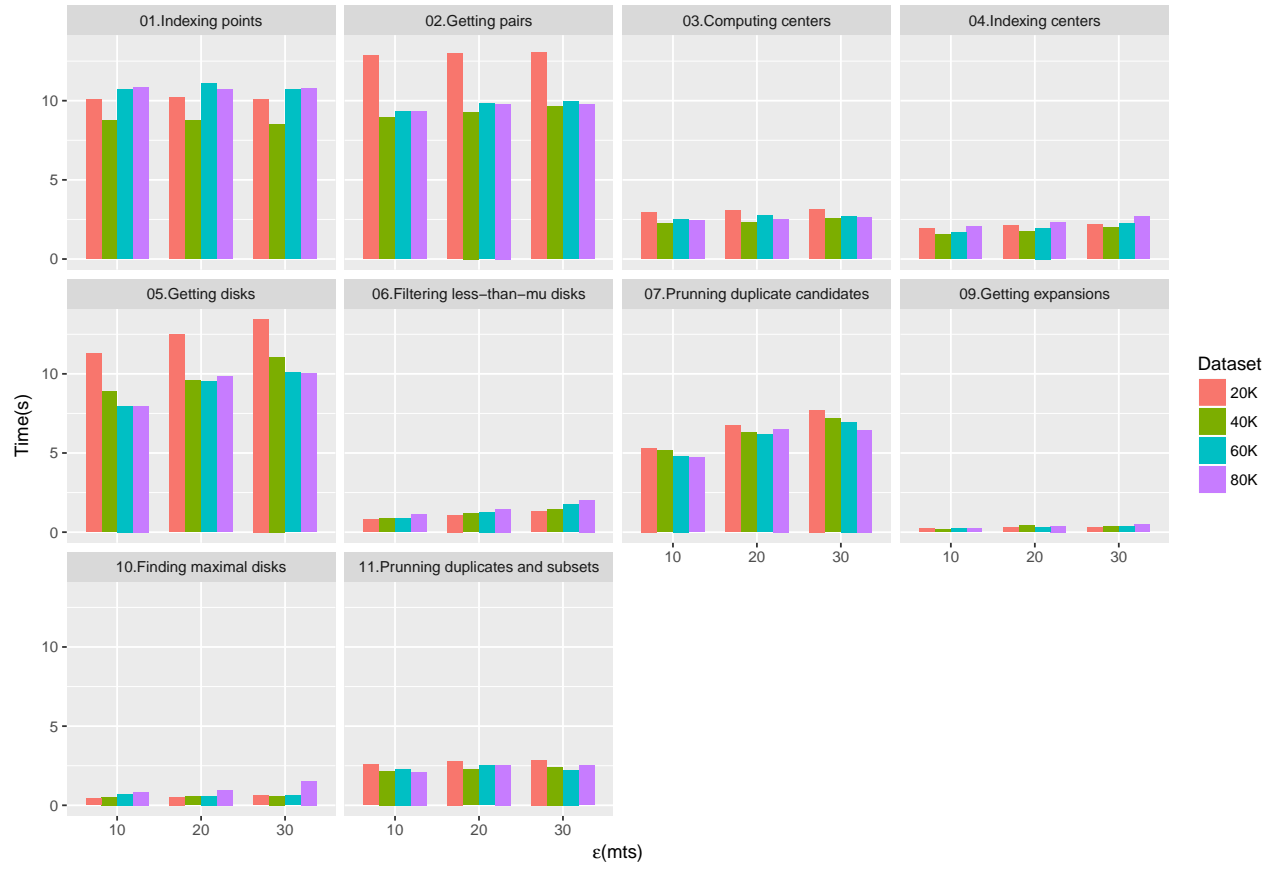 01.Indexing points
02.Getting pairs
03.Computing centers
04.Indexing centers
10
5
0
05.Getting disks
06.Filtering less−than−mu disks
07.Prunning duplicate candidates
09.Getting expansions
10
5
0
10 20 30
10 20 30
10.Finding maximal disks
11.Prunning duplicates and subsets
10
5
0
10 20 30
10 20 30
ε(mts)
Time(s)
Dataset
20K
40K
60K
80K